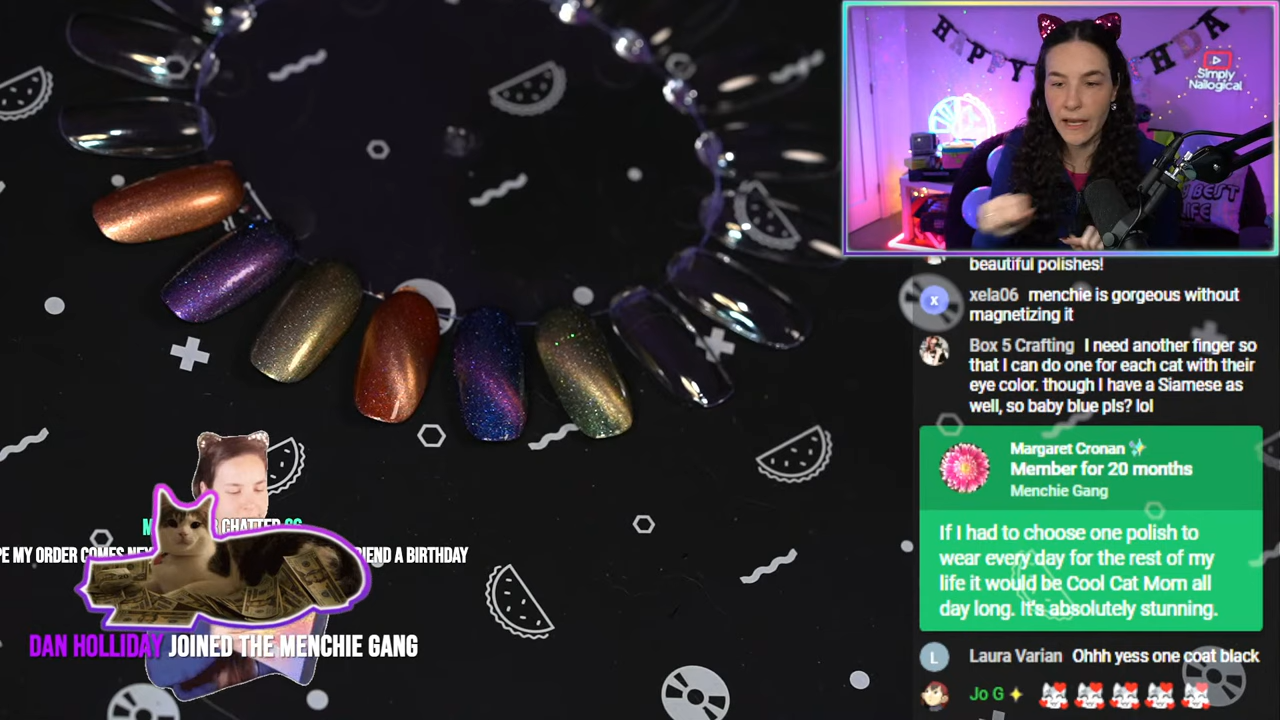 HAPPY
Simply
Nailogical
BEST
LIFE
beautiful polishes!
xela06 menchie is gorgeous without
magnetizing it
Box 5 Crafting I need another finger so
that I can do one for each cat with their
eye color. though I have a Siamese as
well, so baby blue pls? lol
Margaret Cronan
Member for 20 months
Menchie Gang
If I had to choose one polish to
wear every day for the rest of my
life it would be Cool Cat Mom all
day long. It's absolutely stunning.
L Laura Varian Ohhh yess one coat black
Jo G
CHATTER
MY ORDER COMES A BIRTHDAY
DAN HOLLIDAY JOINED THE MENCHIE GANG